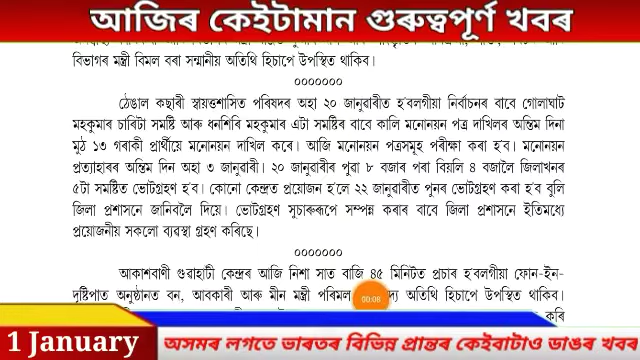 আজিৰ কেইটামান গুৰুত্বপূৰ্ণ খবৰ
বিভাগৰ মন্ত্ৰী বিমল বৰা সন্মানীয় অতিথি হিচাপে উপস্থিত থাকিব।
০০০০০০০
ঠেঙাল কছাৰী স্বায়ত্তশাসিত পৰিষদৰ অহা ২০ জানুৱাৰীত হ'বলগীয়া নিৰ্বাচনৰ বাবে গোলাঘাট
মহকুমাৰ চাৰিটা সমষ্টি আৰু ধনশিৰি মহকুমাৰ এটা সমষ্টিৰ বাবে কালি মনোনয়ন পত্ৰ দাখিলৰ অন্তিম দিনা
মুঠ ১৩ গৰাকী প্ৰাৰ্থীয়ে মনোনয়ন দাখিল কৰে। আজি মনোনয়ন পত্ৰসমূহ পৰীক্ষা কৰা হ'ব। মনোনয়ন
প্ৰত্যাহাৰৰ অন্তিম দিন অহা ৩ জানুৱাৰী। ২০ জানুৱাৰীৰ পুৱা ৮ বজাৰ পৰা বিয়লি ৪ বজালৈ জিলাখনৰ
৫টা সমষ্টিত ভোটগ্ৰহণ হ'ব। কোনো কেন্দ্ৰত প্ৰয়োজন হ'লে ২২ জানুৱাৰীত পুনৰ ভোটগ্ৰহণ কৰা হ'ব বুলি
জিলা প্ৰশাসনে জানিবলৈ দিয়ে। ভোটগ্ৰহণ সুচাৰুৰূপে সম্পন্ন কৰাৰ বাবে জিলা প্ৰশাসনে ইতিমধ্যে
প্ৰয়োজনীয় সকলো ব্যৱস্থা গ্ৰহণ কৰিছে।
০০০০০০০
আকাশবাণী গুৱাহাটী কেন্দ্ৰৰ আজি নিশা সাত বাজি ৪৫ মিনিটত প্ৰচাৰ হ'বলগীয়া ফোন-ইন-
দৃষ্টিপাত অনুষ্ঠানত বন, আবকাৰী আৰু মীন মন্ত্ৰী পৰিমল অতিথি হিচাপে উপস্থিত থাকিব।
00:08
কৰি
1 January অসমৰ লগতে ভাৰতৰ বিভিন্ন প্ৰান্তৰ কেইবাটাও ডাঙৰ খবৰ